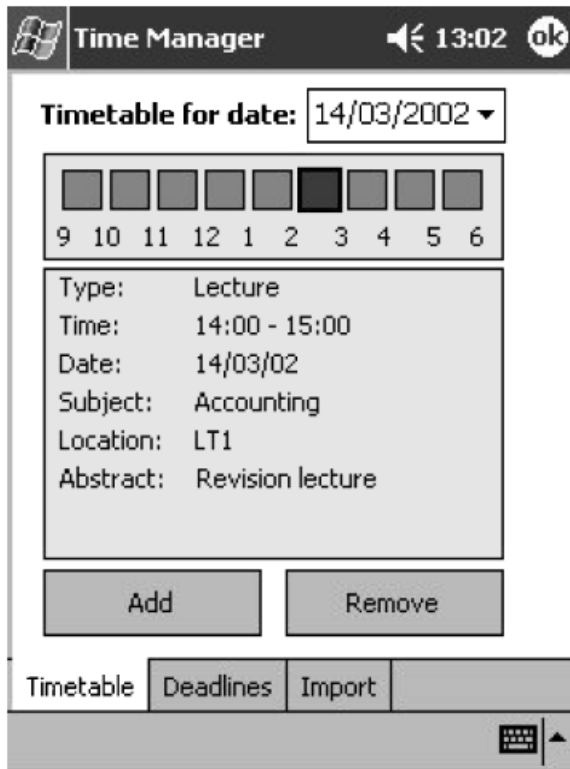 Time Manager 13:02 ok
Timetable for date: 14/03/2002
9 10 11 12 1 2 3 4 5 6
Type: Lecture
Time: 14:00 - 15:00
Date: 14/03/02
Subject: Accounting
Location: LT1
Abstract: Revision lecture
Add Remove
Timetable Deadlines Import